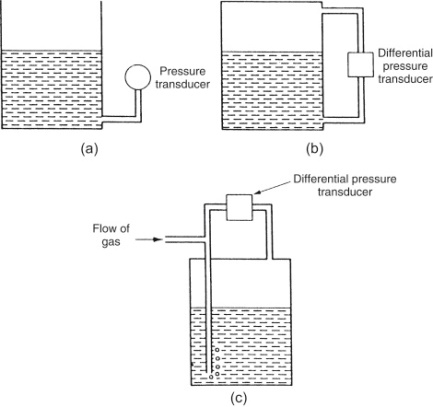 Pressure
transducer
(a)
Differential
pressure
transducer
(b)
Differential pressure
transducer
Flow of
gas
(c)